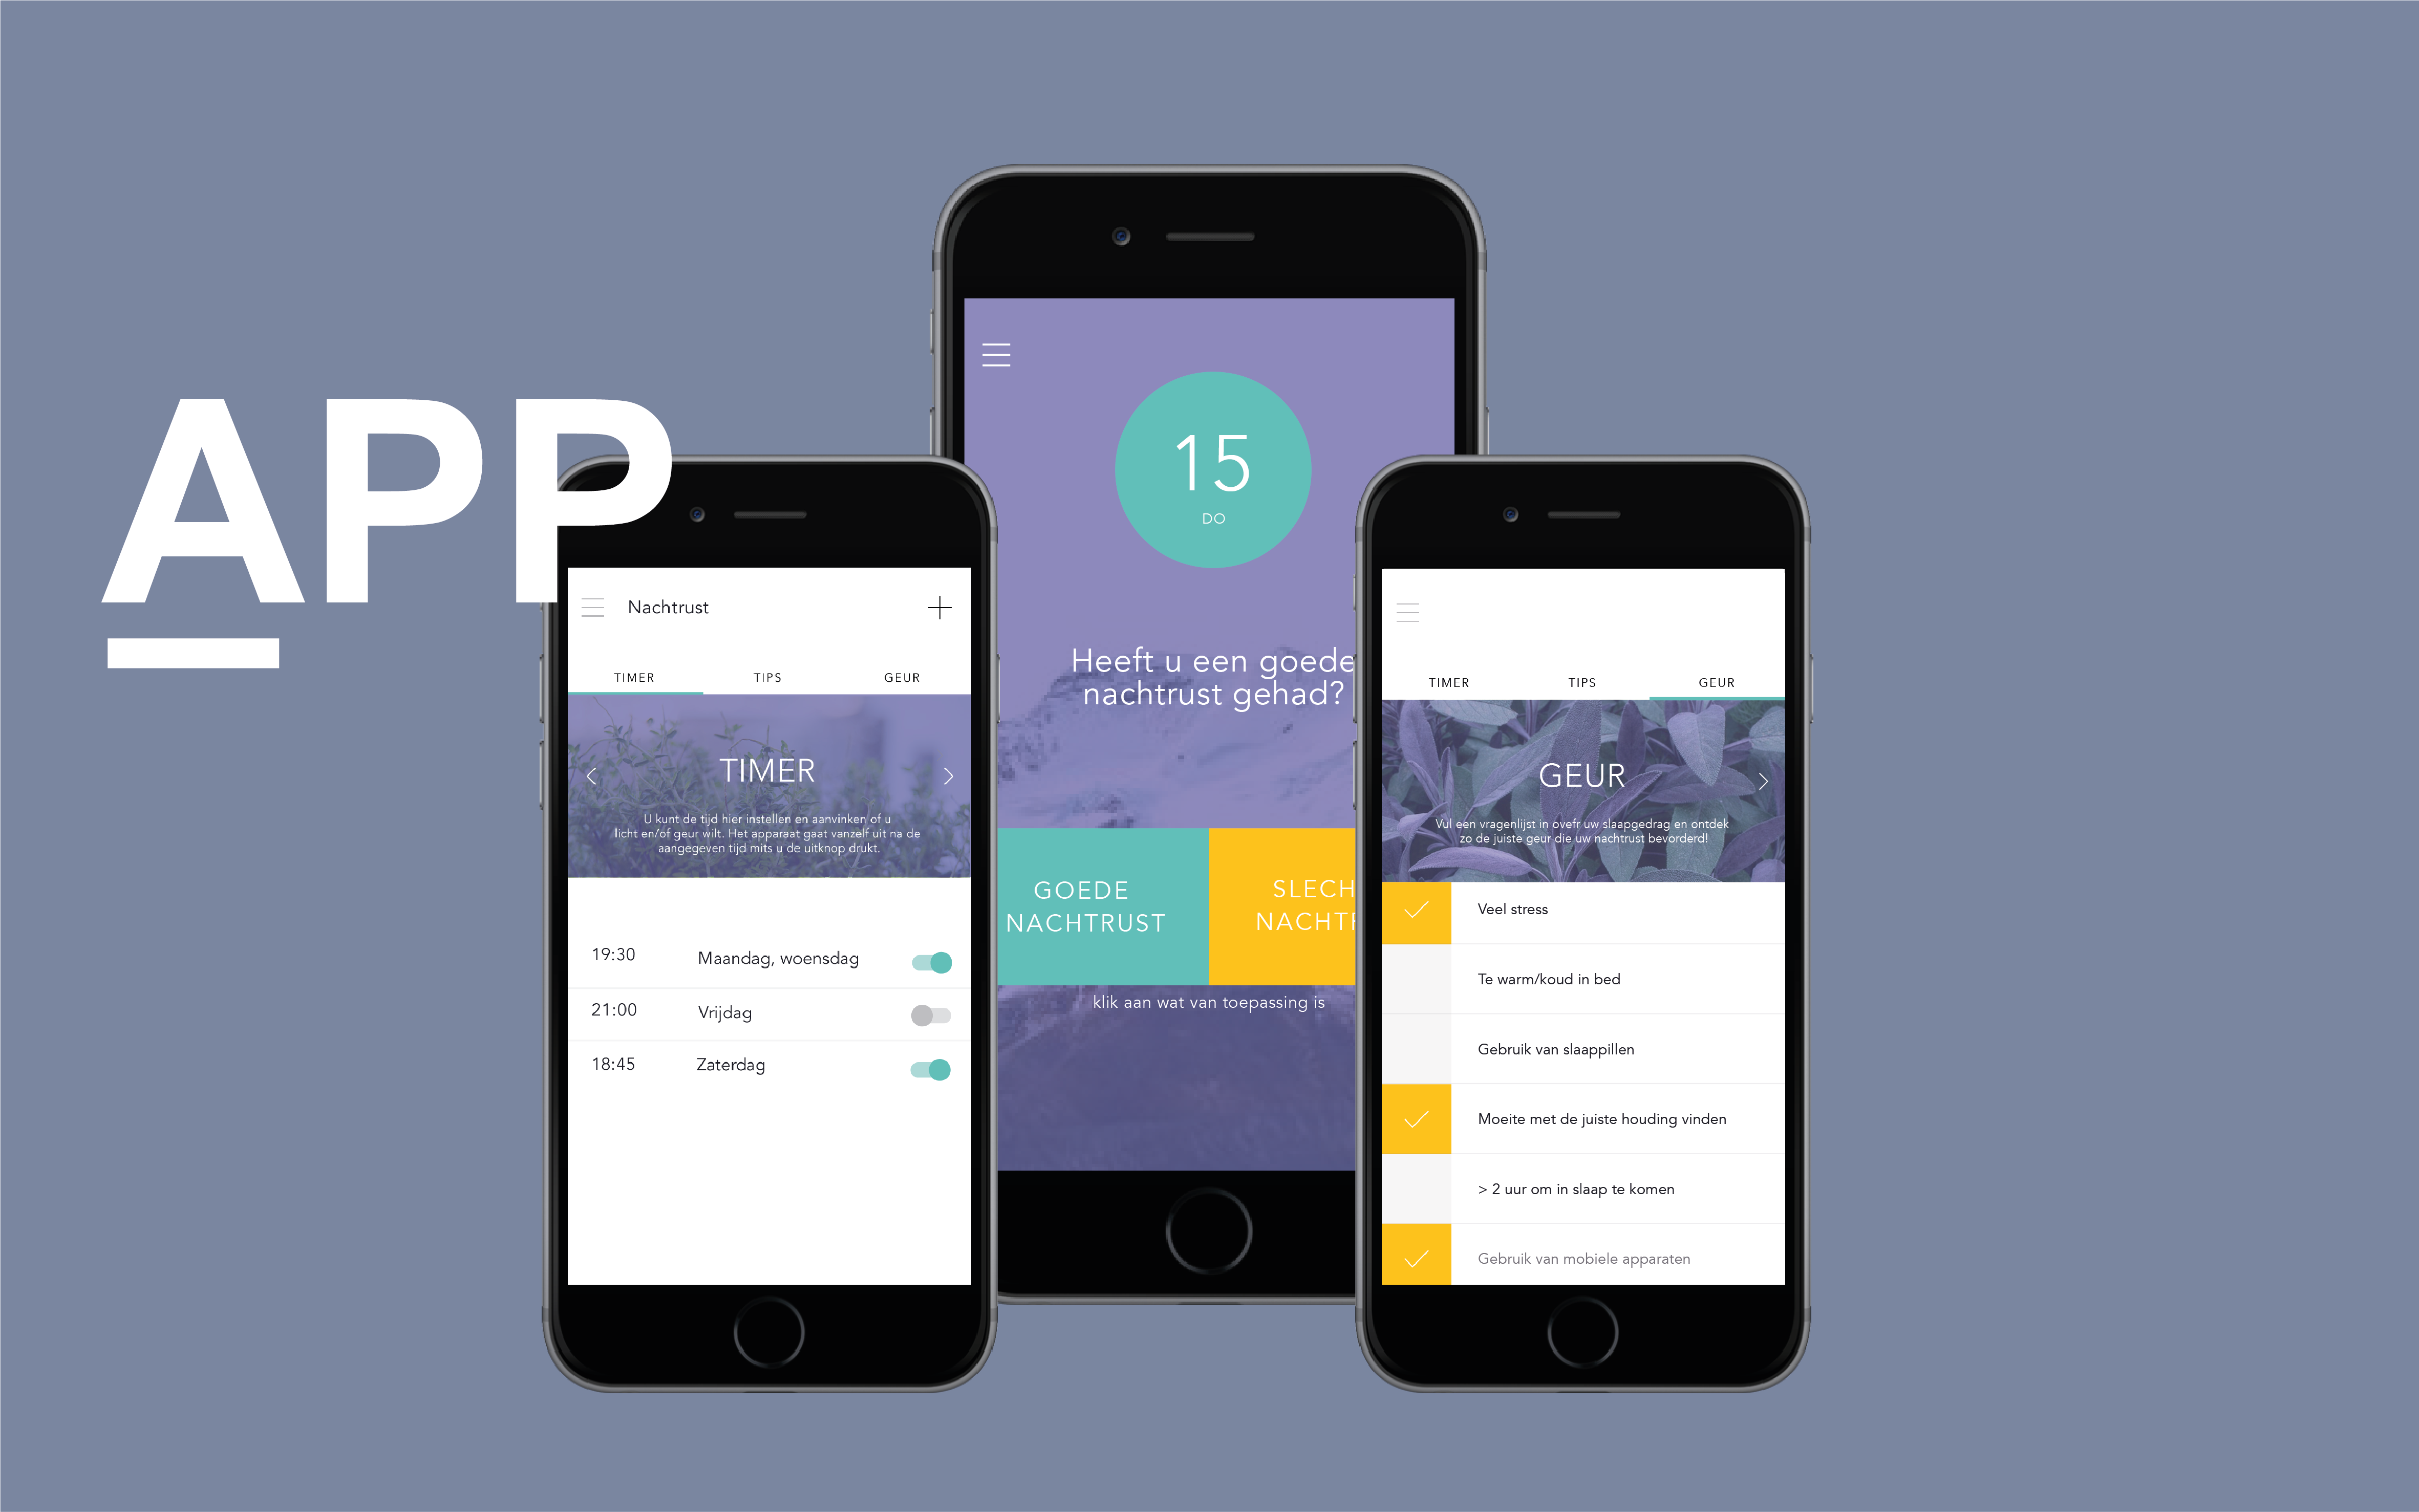 APP
Nachtrust
TIMER TIPS GEUR
TIMER
U kunt de tijd hier instellen en aanvinken of u
licht en/of geur wilt. Het apparaat gaat vanzelf uit na de
aangegeven tijd mits u de uitknop drukt.
19:30 Maandag, woensdag
21:00 Vrijdag
18:45 Zaterdag
15
DO
Heeft u een goede
nachtrust gehad?
GOEDE
NACHTRUST
SLECH
NACHTR
klik aan wat van toepassing is
TIMER TIPS GEUR
GEUR
Vul een vragenlijst in ovefr uw slaapgedrag en ontdek
zo de juiste geur die uw nachtrust bevorderd!
Veel stress
Te warm/koud in bed
Gebruik van slaappillen
Moeite met de juiste houding vinden
> 2 uur om in slaap te komen
Gebruik van mobiele apparaten